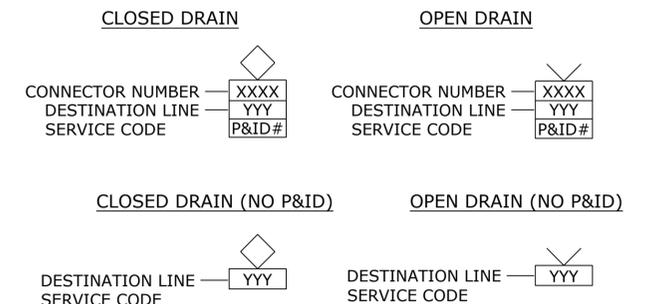 CLOSED DRAIN
OPEN DRAIN
CONNECTOR NUMBER XXXX
DESTINATION LINE YYY
SERVICE CODE P&ID#
CONNECTOR NUMBER XXXX
DESTINATION LINE YYY
SERVICE CODE P&ID#
CLOSED DRAIN (NO P&ID)
OPEN DRAIN (NO P&ID)
DESTINATION LINE YYY
SERVICE CODE
DESTINATION LINE YYY
SERVICE CODE